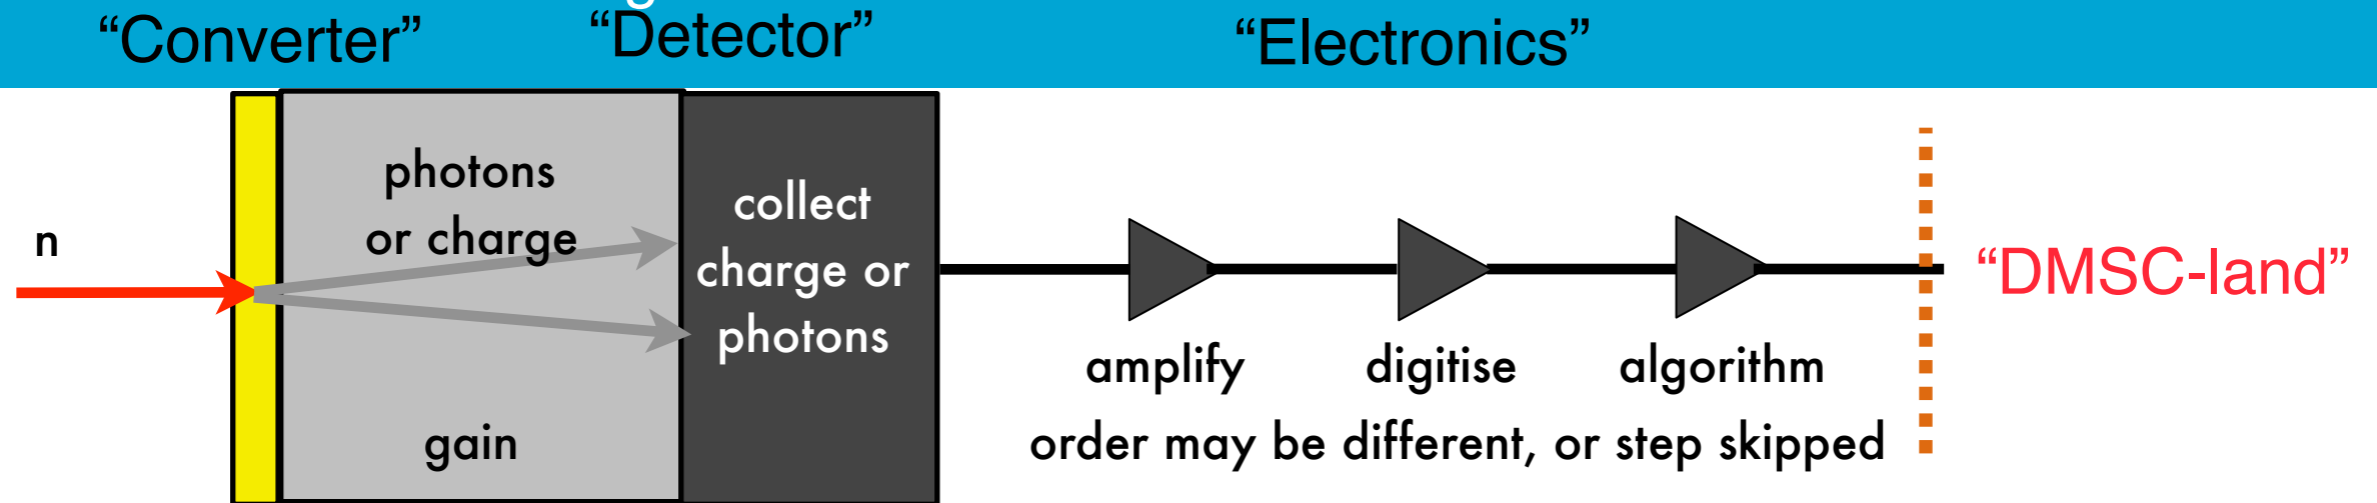 “Converter”
“Detector”
“Electronics”
n
photons
or charge
gain
collect
charge or
photons
amplify
digitise
algorithm
order may be different, or step skipped
“DMSC-land”